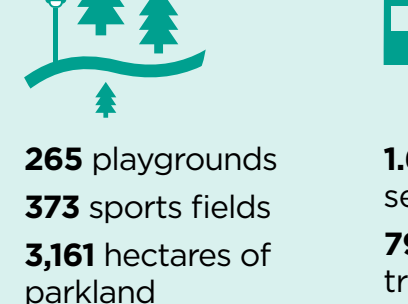 265 playgrounds
373 sports fields
3,161 hectares of
parkland